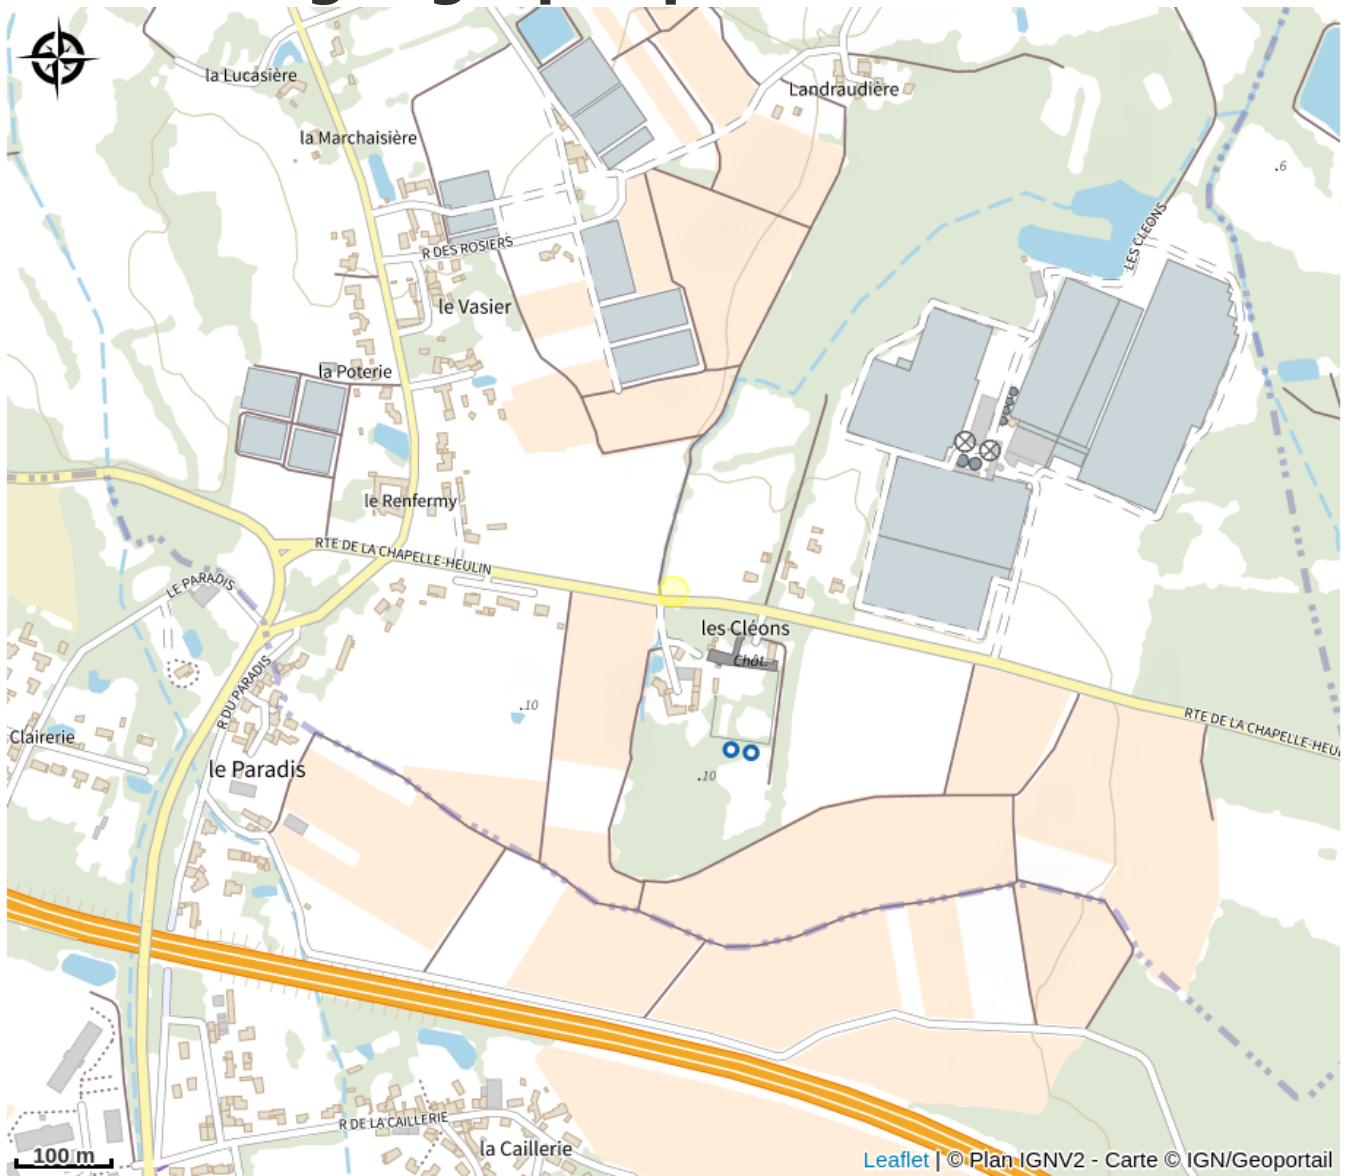 la Lucasière
Landraudière
la Marchaisière
.6
LES CLEONS
R DES ROSIERS
le Vasier
la Poterie
le Renfermy
RTE DE LA CHAPELLE-HEULIN
LE PARADIS
les Cléons
Chât.
R DU PARADIS
.10
RTE DE LA CHAPELLE-HEU
Clairerie
le Paradis
.10
R DE LA CAILLERIE
la Caillerie
100 m
Leaflet | © Plan IGNV2 - Carte © IGN/Geoportail